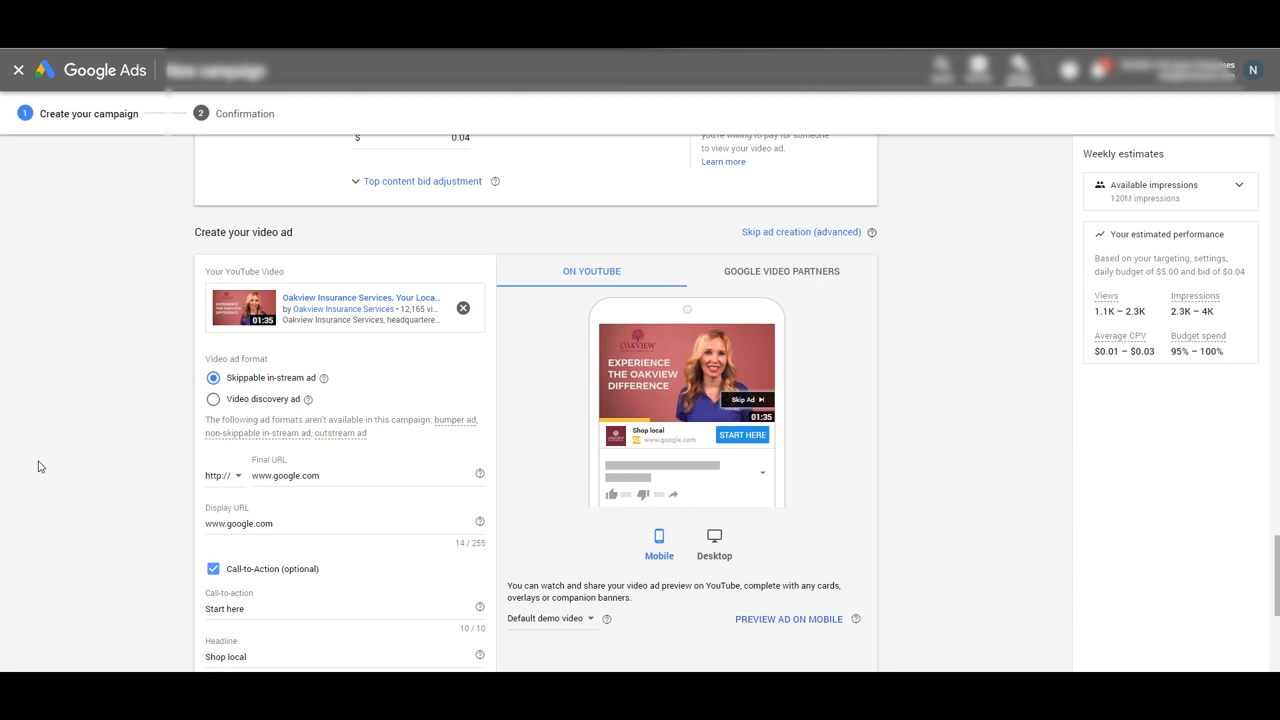 Google Ads
New campaign
N
1 Create your campaign
2 Confirmation
$ 0.04
you're willing to pay for someone
to view your video ad.
Learn more
Top content bid adjustment
Create your video ad
Skip ad creation (advanced)
Your YouTube Video
EXPERIENCE
THE OAKVIEW
DIFFERENCE
01:35
Oakview Insurance Services, Your Loca...
by Oakview Insurance Services • 12,165 vi...
Oakview Insurance Services, headquartere...
Video ad format
Skippable in-stream ad
Video discovery ad
The following ad formats aren't available in this campaign: bumper ad,
non-skippable in-stream ad, outstream ad
Final URL
http:// www.google.com
Display URL
www.google.com
14 / 255
Call-to-Action (optional)
Call-to-action
Start here
10 / 10
Headline
Shop local
ON YOUTUBE
GOOGLE VIDEO PARTNERS
OAKVIEW
EXPERIENCE
THE OAKVIEW
DIFFERENCE
Skip Ad
01:35
Shop local
Ad www.google.com
START HERE
Mobile
Desktop
You can watch and share your video ad preview on YouTube, complete with any cards,
overlays or companion banners.
Default demo video
PREVIEW AD ON MOBILE
Weekly estimates
Available impressions
120M impressions
Your estimated performance
Based on your targeting, settings,
daily budget of $5.00 and bid of $0.04
Views
Impressions
1.1K – 2.3K
2.3K – 4K
Average CPV
Budget spend
$0.01 – $0.03
95% – 100%